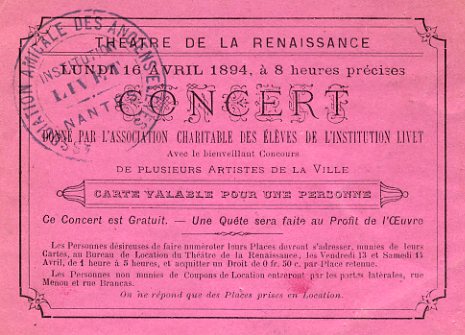 THÉATRE DE LA RENAISSANCE
LUNDI 16 AVRIL 1894, à 8 heures précises
CONCERT
DONNÉ PAR L'ASSOCIATION CHARITABLE DES ÉLÈVES DE L'INSTITUTION LIVET
Avec le bienveillant Concours
DE PLUSIEURS ARTISTES DE LA VILLE
CARTE VALABLE POUR UNE PERSONNE
Ce Concert est Gratuit. — Une Quête sera faite au Profit de l'Œuvre
Les Personnes désireuses de faire numéroter leurs Places devront s'adresser, munies de leurs
Cartes, au Bureau de Location du Théâtre de la Renaissance, les Vendredi 13 et Samedi 14
Avril, de 1 heure à 5 heures, et acquitter un Droit de 0 fr. 50 c. par Place retenue.
Les Personnes non munies de Coupons de Location entreront par les portes latérales, rue
Menou et rue Brancas.
On ne répond que des Places prises en Location.
ASSOCIATION AMICALE DES ANCIENS ÉLÈVES
INSTITUTION
LIVET
NANTES